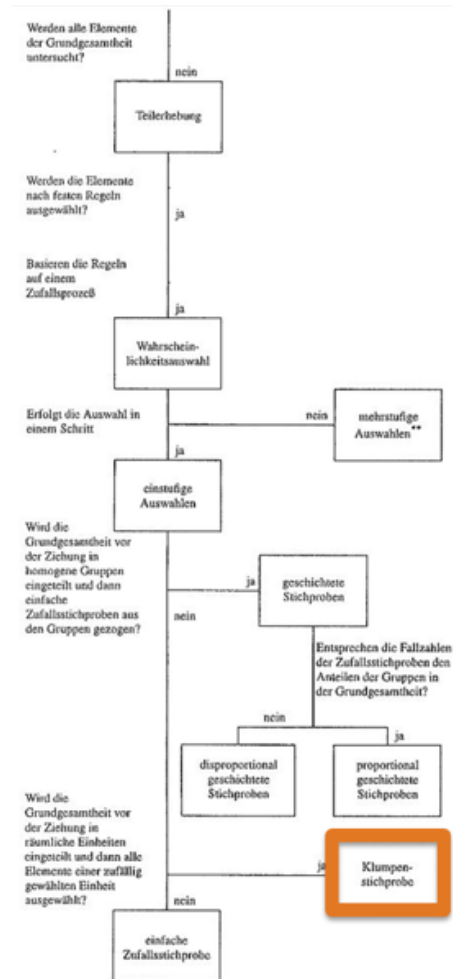 Werden alle Elemente
der Grundgesamtheit
untersucht?
nein
Teilerhebung
Werden die Elemente
nach festen Regeln
ausgewählt?
ja
Basieren die Regeln
auf einem
Zufallsprozeß
ja
Wahrschein-
lichkeitsauswahl
Erfolgt die Auswahl in
einem Schritt
nein
mehrstufige
Auswahlen**
ja
einstufige
Auswahlen
Wird die
Grundgesamtheit vor
der Ziehung in
homogene Gruppen
eingeteilt und dann
einfache
Zufallsstichproben aus
den Gruppen gezogen?
ja
geschichtete
Stichproben
nein
Entsprechen die Fallzahlen
der Zufallsstichproben den
Anteilen der Gruppen in
der Grundgesamtheit?
nein
ja
disproportional
geschichtete
Stichproben
proportional
geschichtete
Stichproben
Wird die
Grundgesamtheit vor
der Ziehung in
räumliche Einheiten
eingeteilt und dann alle
Elemente einer zufällig
gewählten Einheit
ausgewählt?
ja
Klumpen-
stichprobe
nein
einfache
Zufallsstichprobe